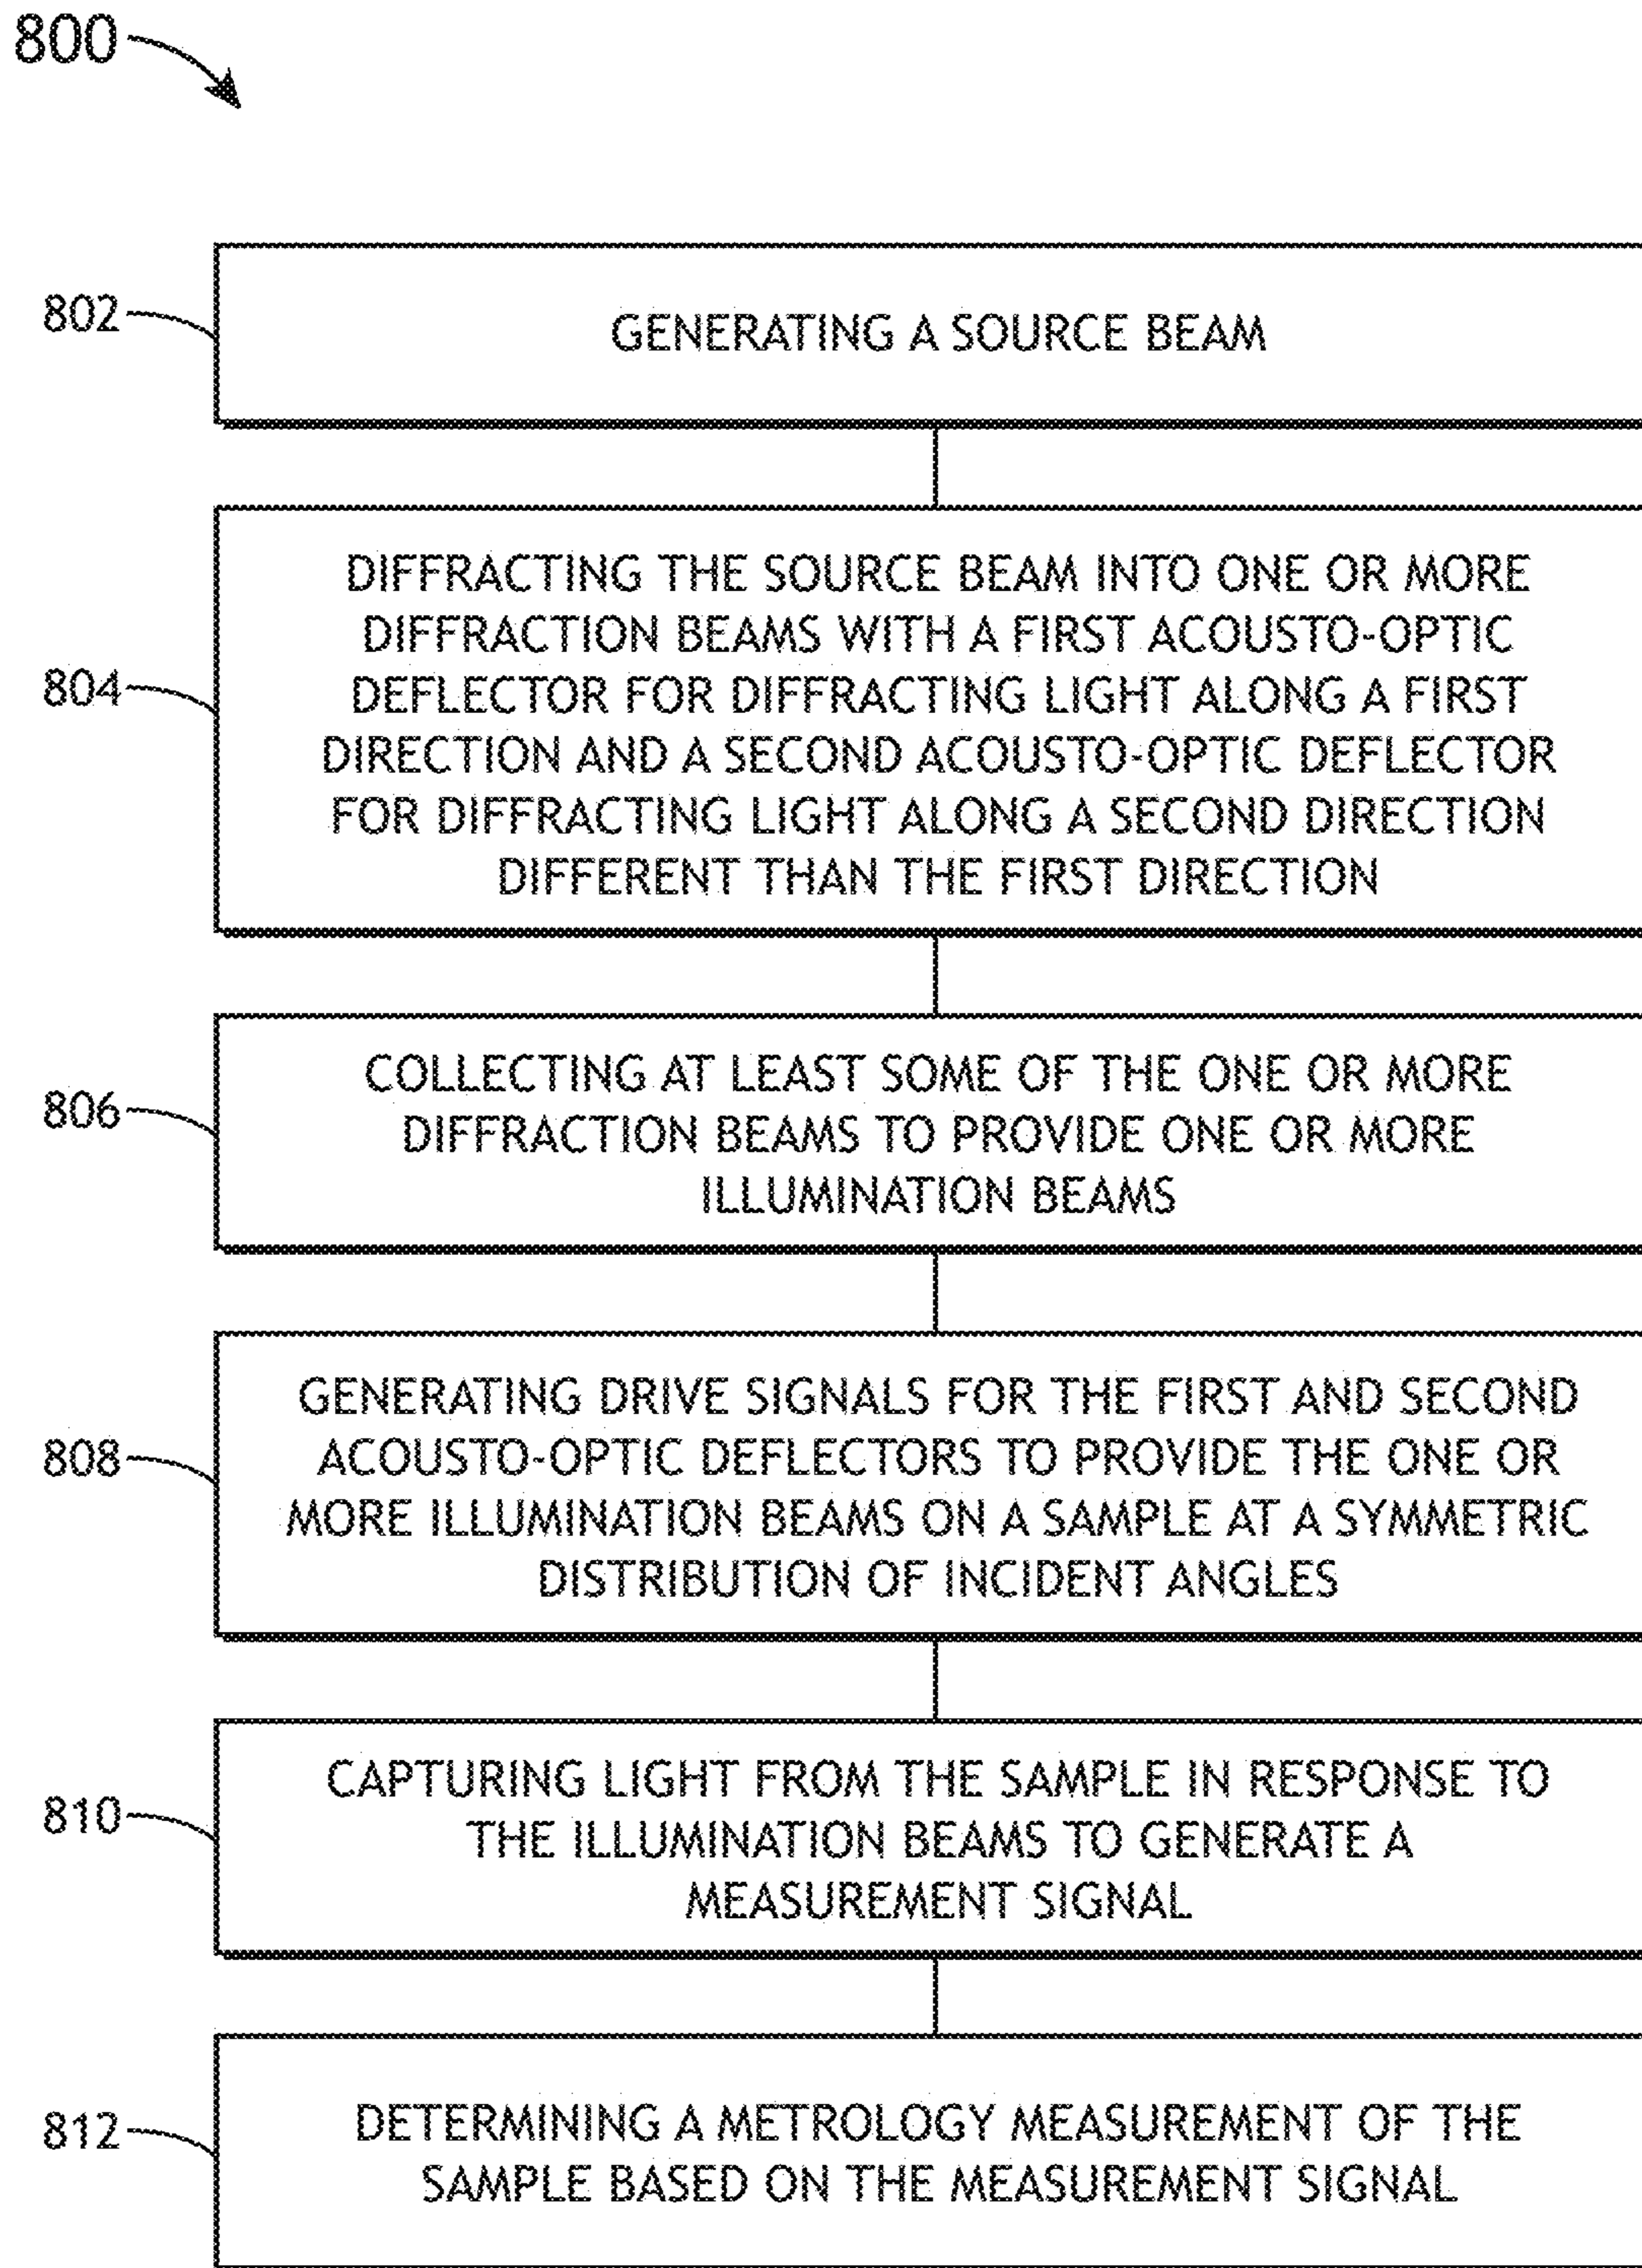 800
802
GENERATING A SOURCE BEAM
804
DIFFRACTING THE SOURCE BEAM INTO ONE OR MORE
DIFFRACTION BEAMS WITH A FIRST ACOUSTO-OPTIC
DEFLECTOR FOR DIFFRACTING LIGHT ALONG A FIRST
DIRECTION AND A SECOND ACOUSTO-OPTIC DEFLECTOR
FOR DIFFRACTING LIGHT ALONG A SECOND DIRECTION
DIFFERENT THAN THE FIRST DIRECTION
806
COLLECTING AT LEAST SOME OF THE ONE OR MORE
DIFFRACTION BEAMS TO PROVIDE ONE OR MORE
ILLUMINATION BEAMS
808
GENERATING DRIVE SIGNALS FOR THE FIRST AND SECOND
ACOUSTO-OPTIC DEFLECTORS TO PROVIDE THE ONE OR
MORE ILLUMINATION BEAMS ON A SAMPLE AT A SYMMETRIC
DISTRIBUTION OF INCIDENT ANGLES
810
CAPTURING LIGHT FROM THE SAMPLE IN RESPONSE TO
THE ILLUMINATION BEAMS TO GENERATE A
MEASUREMENT SIGNAL
812
DETERMINING A METROLOGY MEASUREMENT OF THE
SAMPLE BASED ON THE MEASUREMENT SIGNAL